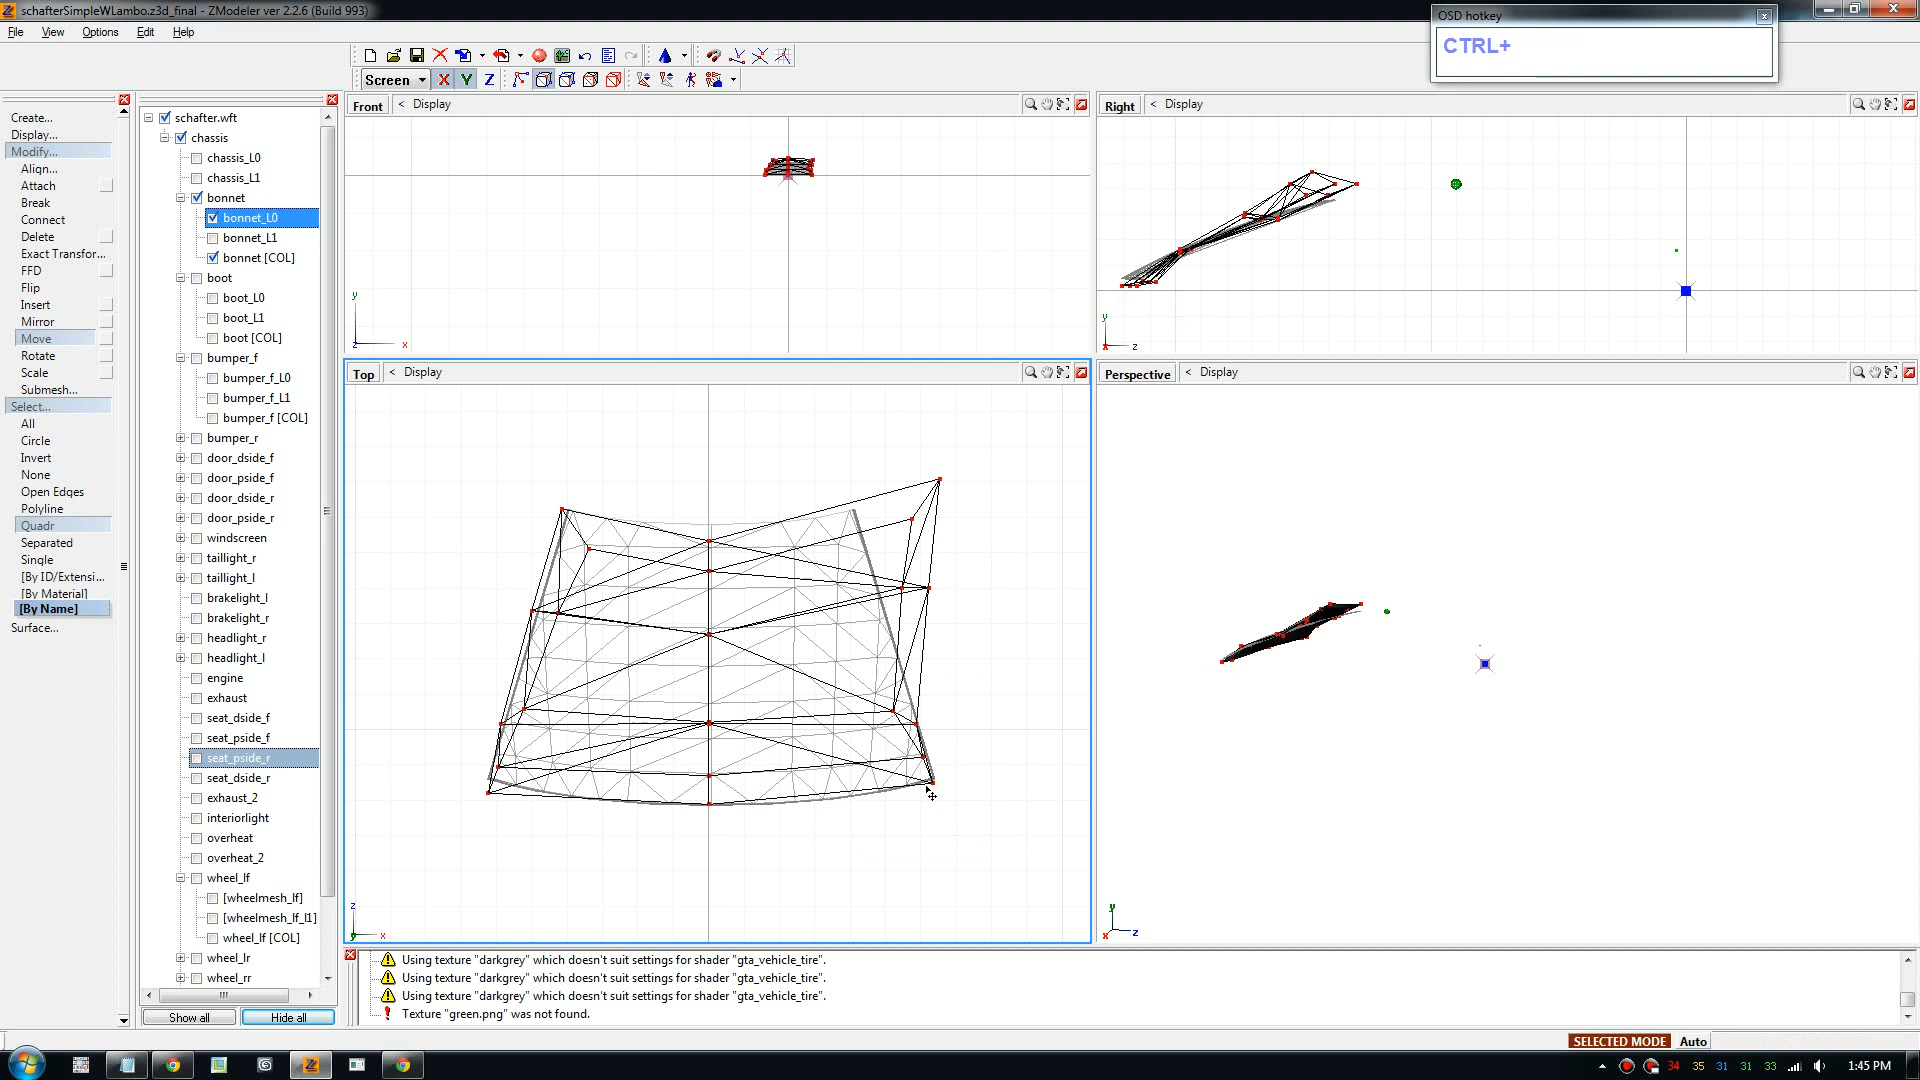 schafterSimpleWLambo.z3d_final - ZModeler ver 2.2.6 (Build 993)
File View Options Edit Help
OSD hotkey
CTRL+
Screen X Y Z
Create...
Display...
Modify...
Align...
Attach
Break
Connect
Delete
Exact Transfor...
FFD
Flip
Insert
Mirror
Move
Rotate
Scale
Submesh...
Select...
All
Circle
Invert
None
Open Edges
Polyline
Quadr
Separated
Single
[By ID/Extensi...
[By Material]
[By Name]
Surface...
schafter.wft
chassis
chassis_L0
chassis_L1
bonnet
bonnet_L0
bonnet_L1
bonnet [COL]
boot
boot_L0
boot_L1
boot [COL]
bumper_f
bumper_f_L0
bumper_f_L1
bumper_f [COL]
bumper_r
door_dside_f
door_pside_f
door_dside_r
door_pside_r
windscreen
taillight_r
taillight_l
brakelight_l
brakelight_r
headlight_r
headlight_l
engine
exhaust
seat_dside_f
seat_pside_f
seat_pside_r
seat_dside_r
exhaust_2
interiorlight
overheat
overheat_2
wheel_lf
[wheelmesh_lf]
[wheelmesh_lf_l1]
wheel_lf [COL]
wheel_lr
wheel_rr
Show all Hide all
Front < Display
y
z x
Right < Display
y
x z
Top < Display
z
y x
Perspective < Display
y
x z
Using texture "darkgrey" which doesn't suit settings for shader "gta_vehicle_tire".
Using texture "darkgrey" which doesn't suit settings for shader "gta_vehicle_tire".
Using texture "darkgrey" which doesn't suit settings for shader "gta_vehicle_tire".
Texture "green.png" was not found.
SELECTED MODE Auto
34 35 31 31 33 1:45 PM